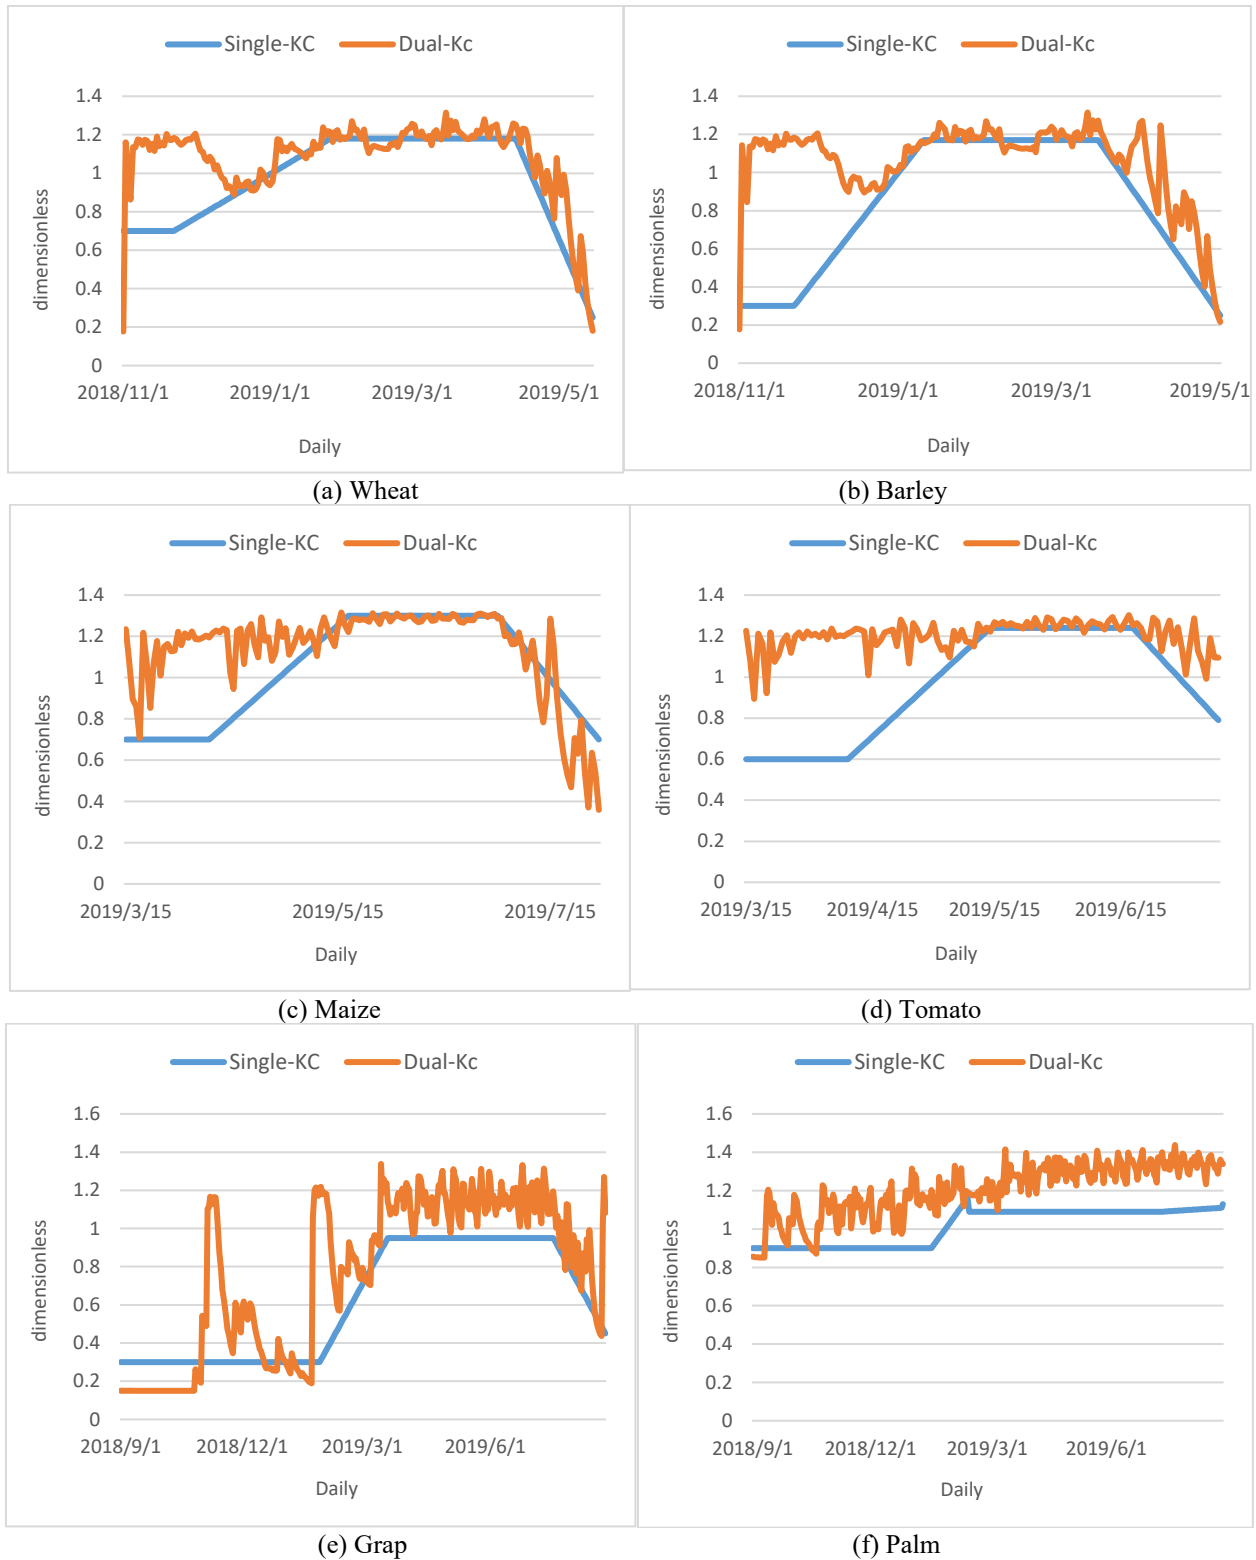 Single-KC Dual-Kc
1.4
1.2
1
0.8
0.6
0.4
0.2
0
dimensionless
2018/11/1 2019/1/1 2019/3/1 2019/5/1
Daily
(a) Wheat
Single-KC Dual-Kc
1.4
1.2
1
0.8
0.6
0.4
0.2
0
dimensionless
2018/11/1 2019/1/1 2019/3/1 2019/5/1
Daily
(b) Barley
Single-KC Dual-Kc
1.4
1.2
1
0.8
0.6
0.4
0.2
0
dimensionless
2019/3/15 2019/5/15 2019/7/15
Daily
(c) Maize
Single-KC Dual-Kc
1.4
1.2
1
0.8
0.6
0.4
0.2
0
dimensionless
2019/3/15 2019/4/15 2019/5/15 2019/6/15
Daily
(d) Tomato
Single-KC Dual-Kc
1.6
1.4
1.2
1
0.8
0.6
0.4
0.2
0
dimensionless
2018/9/1 2018/12/1 2019/3/1 2019/6/1
Daily
(e) Grap
Single-KC Dual-Kc
1.6
1.4
1.2
1
0.8
0.6
0.4
0.2
0
dimensionless
2018/9/1 2018/12/1 2019/3/1 2019/6/1
Daily
(f) Palm